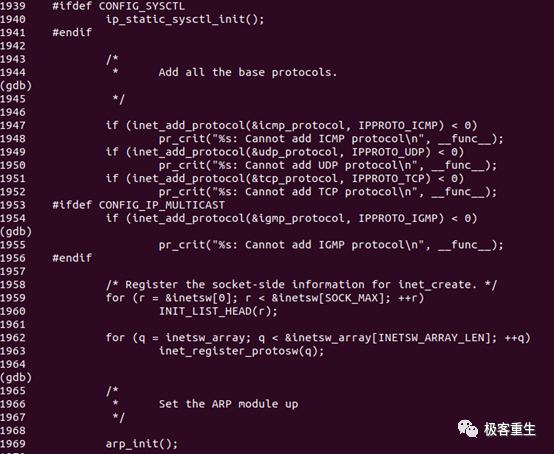 1939    #ifdef CONFIG_SYSCTL
1940            ip_static_sysctl_init();
1941    #endif
1942
1943            /*
1944             *      Add all the base protocols.
(gdb)
1945             */
1946
1947            if (inet_add_protocol(&icmp_protocol, IPPROTO_ICMP) < 0)
1948                    pr_crit("%s: Cannot add ICMP protocol\n", __func__);
1949            if (inet_add_protocol(&udp_protocol, IPPROTO_UDP) < 0)
1950                    pr_crit("%s: Cannot add UDP protocol\n", __func__);
1951            if (inet_add_protocol(&tcp_protocol, IPPROTO_TCP) < 0)
1952                    pr_crit("%s: Cannot add TCP protocol\n", __func__);
1953    #ifdef CONFIG_IP_MULTICAST
1954            if (inet_add_protocol(&igmp_protocol, IPPROTO_IGMP) < 0)
(gdb)
1955                    pr_crit("%s: Cannot add IGMP protocol\n", __func__);
1956    #endif
1957
1958            /* Register the socket-side information for inet_create. */
1959            for (r = &inetsw[0]; r < &inetsw[SOCK_MAX]; ++r)
1960                    INIT_LIST_HEAD(r);
1961
1962            for (q = inetsw_array; q < &inetsw_array[INETSW_ARRAY_LEN]; ++q)
1963                    inet_register_protosw(q);
1964
(gdb)
1965            /*
1966             *      Set the ARP module up
1967             */
1968
1969            arp_init();
极客重生